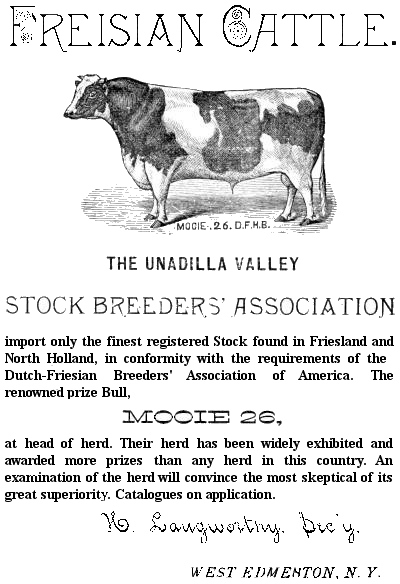 FREISIAN CATTLE.
MOOIE, 26. D.F.H.B.
THE UNADILLA VALLEY
STOCK BREEDERS' ASSOCIATION
import only the finest registered Stock found in Friesland and
North Holland, in conformity with the requirements of the
Dutch-Friesian Breeders' Association of America. The
renowned prize Bull,
MOOIE 26,
at head of herd. Their herd has been widely exhibited and
awarded more prizes than any herd in this country. An
examination of the herd will convince the most skeptical of its
great superiority. Catalogues on application.
H. Langworthy, Sec'y.
WEST EDMERTON, N. Y.